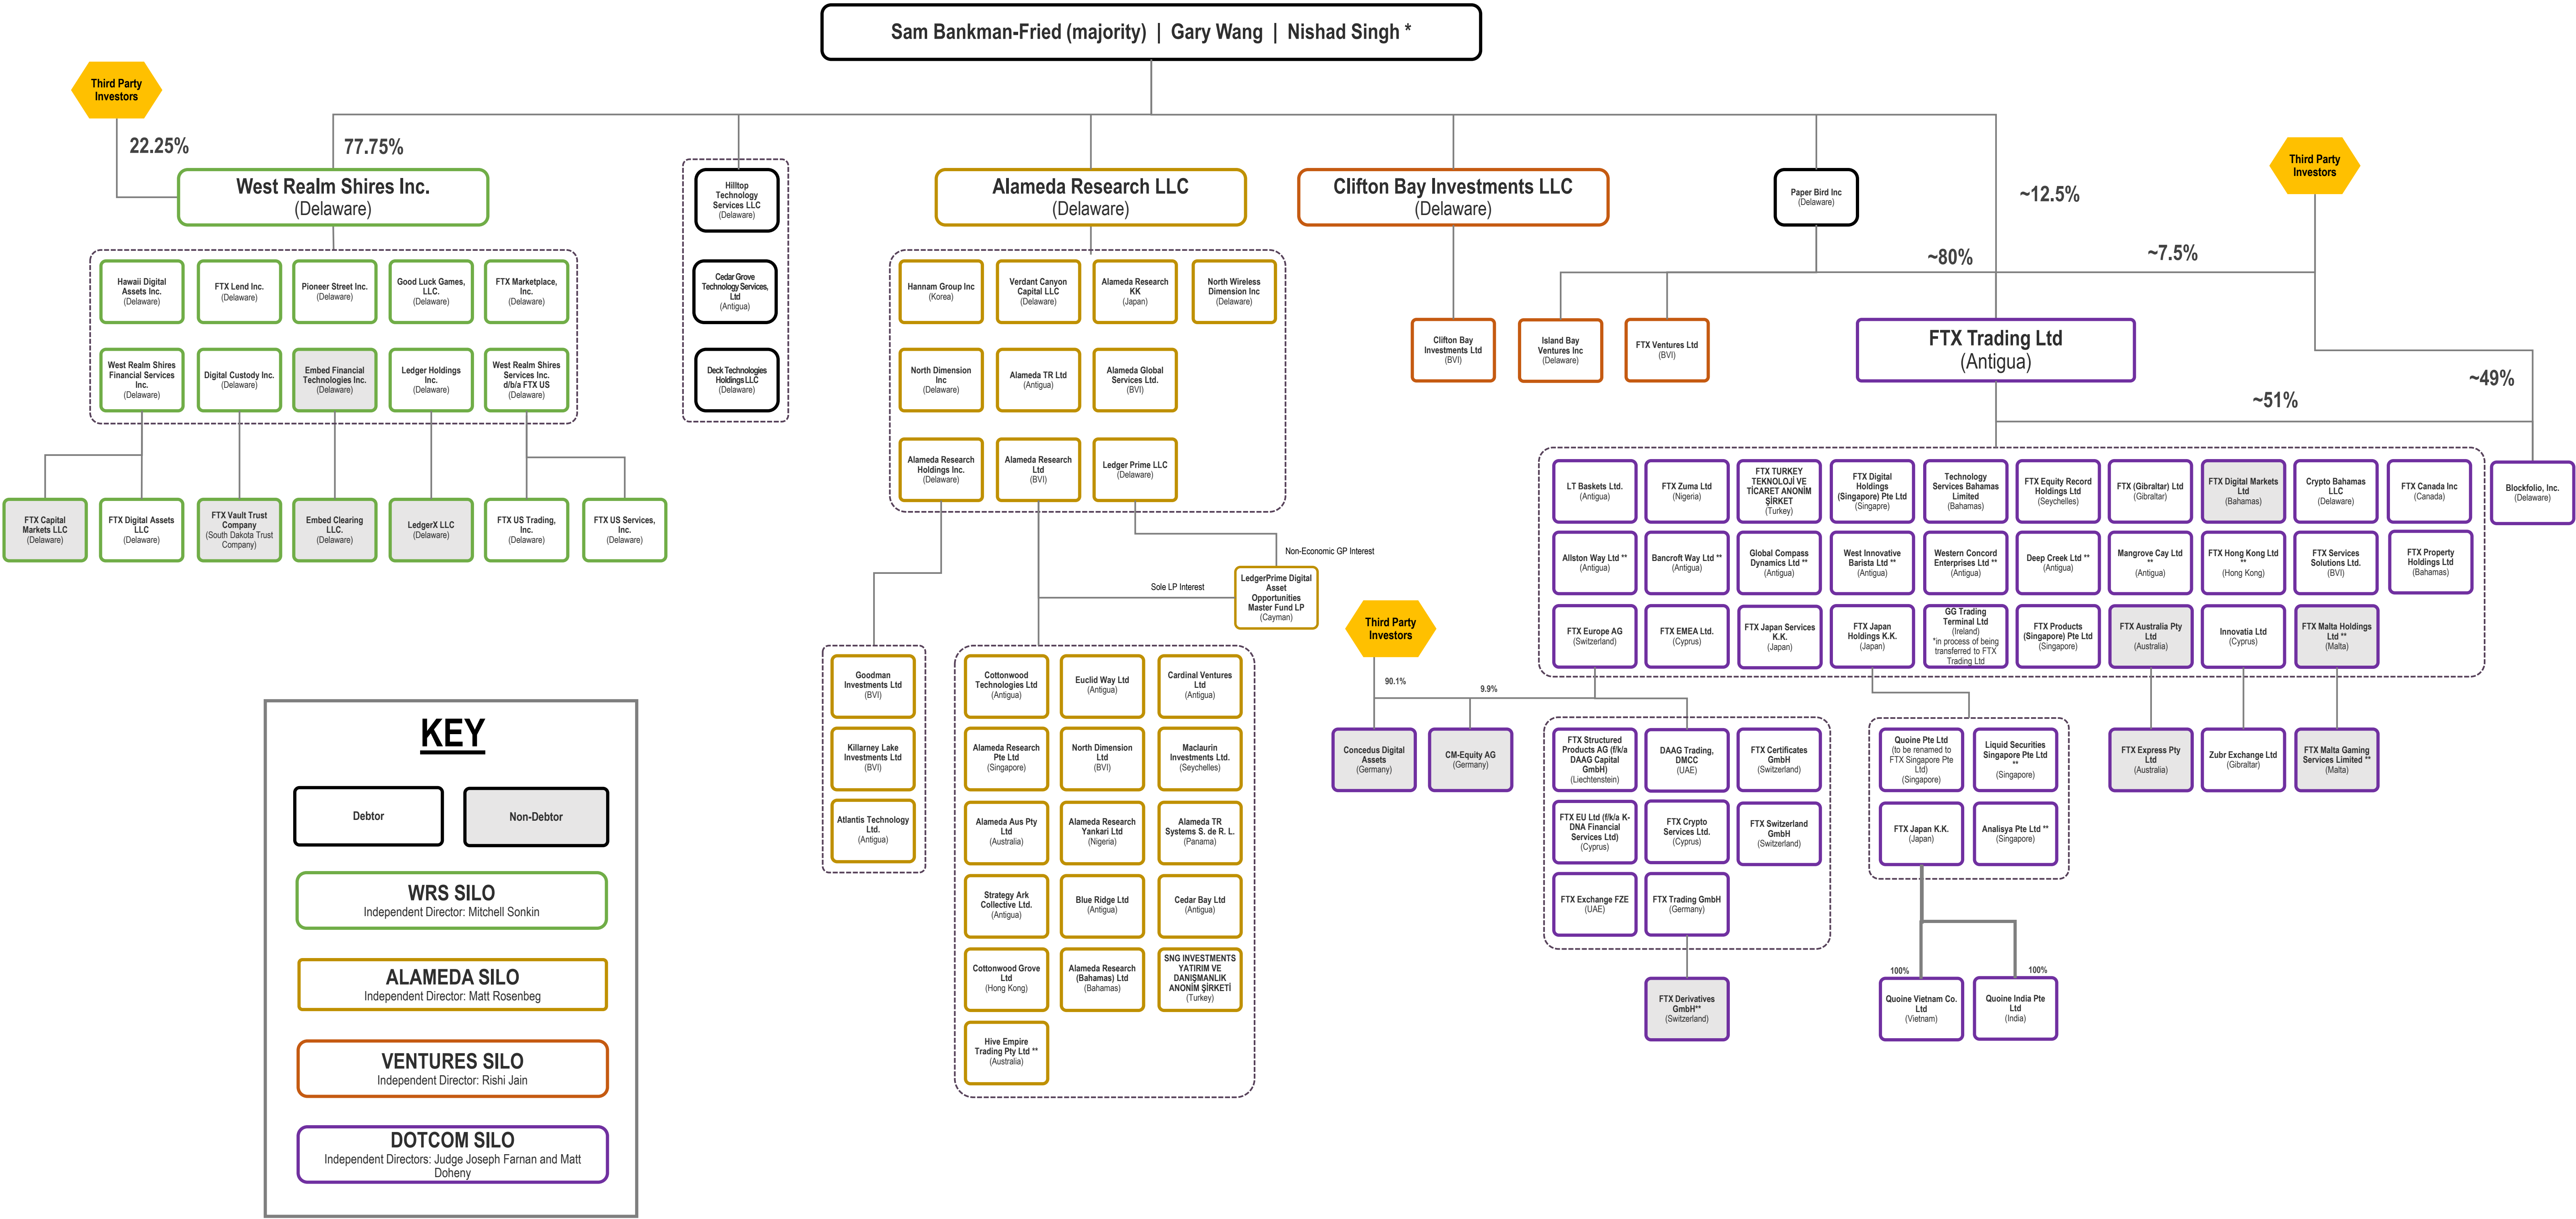 Sam Bankman-Fried (majority) | Gary Wang | Nishad Singh *
Third Party
Investors
22.25%
77.75%
West Realm Shires Inc.
(Delaware)
Hilltop
Technology
Services LLC
(Delaware)
Alameda Research LLC
(Delaware)
Clifton Bay Investments LLC
(Delaware)
Paper Bird Inc
(Delaware)
~12.5%
Third Party
Investors
~80%
~7.5%
Hawaii Digital
Assets Inc.
(Delaware)
FTX Lend Inc.
(Delaware)
Pioneer Street Inc.
(Delaware)
Good Luck Games,
LLC.
(Delaware)
FTX Marketplace,
Inc.
(Delaware)
Cedar Grove
Technology Services,
Ltd
(Antigua)
Hannam Group Inc
(Korea)
Verdant Canyon
Capital LLC
(Delaware)
Alameda Research
KK
(Japan)
North Wireless
Dimension Inc
(Delaware)
West Realm Shires
Financial Services
Inc.
(Delaware)
Digital Custody Inc.
(Delaware)
Embed Financial
Technologies Inc.
(Delaware)
Ledger Holdings
Inc.
(Delaware)
West Realm Shires
Services Inc.
d/b/a FTX US
(Delaware)
Deck Technologies
Holdings LLC
(Delaware)
North Dimension
Inc
(Delaware)
Alameda TR Ltd
(Antigua)
Alameda Global
Services Ltd.
(BVI)
Clifton Bay
Investments Ltd
(BVI)
Island Bay
Ventures Inc
(Delaware)
FTX Ventures Ltd
(BVI)
FTX Trading Ltd
(Antigua)
~49%
~51%
Alameda Research
Holdings Inc.
(Delaware)
Alameda Research
Ltd
(BVI)
Ledger Prime LLC
(Delaware)
FTX Capital
Markets LLC
(Delaware)
FTX Digital Assets
LLC
(Delaware)
FTX Vault Trust
Company
(South Dakota Trust
Company)
Embed Clearing
LLC.
(Delaware)
LedgerX LLC
(Delaware)
FTX US Trading,
Inc.
(Delaware)
FTX US Services,
Inc.
(Delaware)
LT Baskets Ltd.
(Antigua)
FTX Zuma Ltd
(Nigeria)
FTX TURKEY
TEKNOLOJİ VE
TİCARET ANONİM
ŞİRKET
(Turkey)
FTX Digital
Holdings
(Singapore) Pte Ltd
(Singapre)
Technology
Services Bahamas
Limited
(Bahamas)
FTX Equity Record
Holdings Ltd
(Seychelles)
FTX (Gibraltar) Ltd
(Gibraltar)
FTX Digital Markets
Ltd
(Bahamas)
Crypto Bahamas
LLC
(Delaware)
FTX Canada Inc
(Canada)
Blockfolio, Inc.
(Delaware)
Non-Economic GP Interest
Sole LP Interest
LedgerPrime Digital
Asset
Opportunities
Master Fund LP
(Cayman)
Allston Way Ltd **
(Antigua)
Bancroft Way Ltd **
(Antigua)
Global Compass
Dynamics Ltd **
(Antigua)
West Innovative
Barista Ltd **
(Antigua)
Western Concord
Enterprises Ltd **
(Antigua)
Deep Creek Ltd **
(Antigua)
Mangrove Cay Ltd
**
(Antigua)
FTX Hong Kong Ltd
**
(Hong Kong)
FTX Services
Solutions Ltd.
(BVI)
FTX Property
Holdings Ltd
(Bahamas)
Third Party
Investors
FTX Europe AG
(Switzerland)
FTX EMEA Ltd.
(Cyprus)
FTX Japan Services
K.K.
(Japan)
FTX Japan
Holdings K.K.
(Japan)
GG Trading
Terminal Ltd
(Ireland)
*in process of being
transferred to FTX
Trading Ltd
FTX Products
(Singapore) Pte Ltd
(Singapore)
FTX Australia Pty
Ltd
(Australia)
Innovatia Ltd
(Cyprus)
FTX Malta Holdings
Ltd **
(Malta)
90.1%
9.9%
Goodman
Investments Ltd
(BVI)
Cottonwood
Technologies Ltd
(Antigua)
Euclid Way Ltd
(Antigua)
Cardinal Ventures
Ltd
(Antigua)
Killarney Lake
Investments Ltd
(BVI)
Alameda Research
Pte Ltd
(Singapore)
North Dimension
Ltd
(BVI)
Maclaurin
Investments Ltd.
(Seychelles)
Concedus Digital
Assets
(Germany)
CM-Equity AG
(Germany)
FTX Structured
Products AG (f/k/a
DAAG Capital
GmbH)
(Liechtenstein)
DAAG Trading,
DMCC
(UAE)
FTX Certificates
GmbH
(Switzerland)
Quoine Pte Ltd
(to be renamed to
FTX Singapore Pte
Ltd)
(Singapore)
Liquid Securities
Singapore Pte Ltd
**
(Singapore)
FTX Express Pty
Ltd
(Australia)
Zubr Exchange Ltd
(Gibraltar)
FTX Malta Gaming
Services Limited **
(Malta)
Atlantis Technology
Ltd.
(Antigua)
Alameda Aus Pty
Ltd
(Australia)
Alameda Research
Yankari Ltd
(Nigeria)
Alameda TR
Systems S. de R. L.
(Panama)
FTX EU Ltd (f/k/a K-
DNA Financial
Services Ltd)
(Cyprus)
FTX Crypto
Services Ltd.
(Cyprus)
FTX Switzerland
GmbH
(Switzerland)
FTX Japan K.K.
(Japan)
Analisya Pte Ltd **
(Singapore)
Strategy Ark
Collective Ltd.
(Antigua)
Blue Ridge Ltd
(Antigua)
Cedar Bay Ltd
(Antigua)
FTX Exchange FZE
(UAE)
FTX Trading GmbH
(Germany)
Cottonwood Grove
Ltd
(Hong Kong)
Alameda Research
(Bahamas) Ltd
(Bahamas)
SNG INVESTMENTS
YATIRIM VE
DANIŞMANLIK
ANONİM ŞİRKETİ
(Turkey)
100%
100%
FTX Derivatives
GmbH**
(Switzerland)
Quoine Vietnam Co.
Ltd
(Vietnam)
Quoine India Pte
Ltd
(India)
Hive Empire
Trading Pty Ltd **
(Australia)
KEY
Debtor
Non-Debtor
WRS SILO
Independent Director: Mitchell Sonkin
ALAMEDA SILO
Independent Director: Matt Rosenbeg
VENTURES SILO
Independent Director: Rishi Jain
DOTCOM SILO
Independent Directors: Judge Joseph Farnan and Matt
Doheny